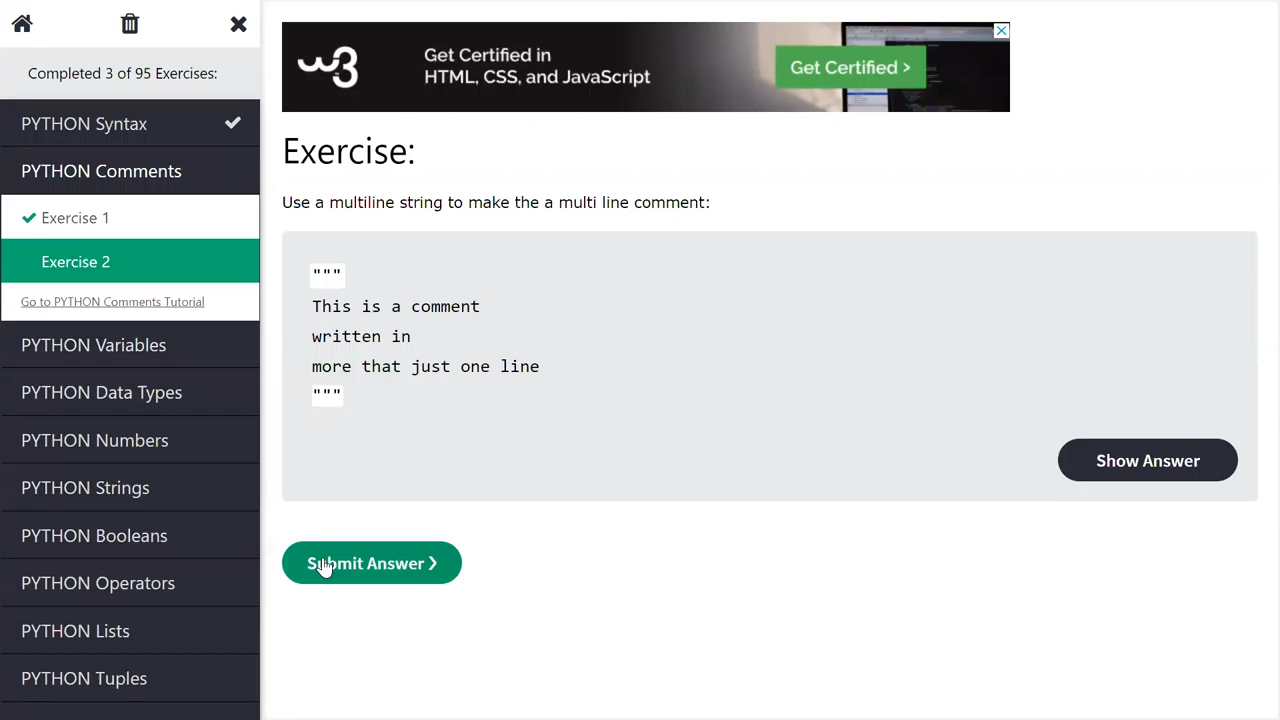 Completed 3 of 95 Exercises:
PYTHON Syntax
PYTHON Comments
Exercise 1
Exercise 2
Go to PYTHON Comments Tutorial
PYTHON Variables
PYTHON Data Types
PYTHON Numbers
PYTHON Strings
PYTHON Booleans
PYTHON Operators
PYTHON Lists
PYTHON Tuples
w3
Get Certified in
HTML, CSS, and JavaScript
Get Certified >
Exercise:
Use a multiline string to make the a multi line comment:
"""
This is a comment
written in
more that just one line
"""
Show Answer
Submit Answer ❯